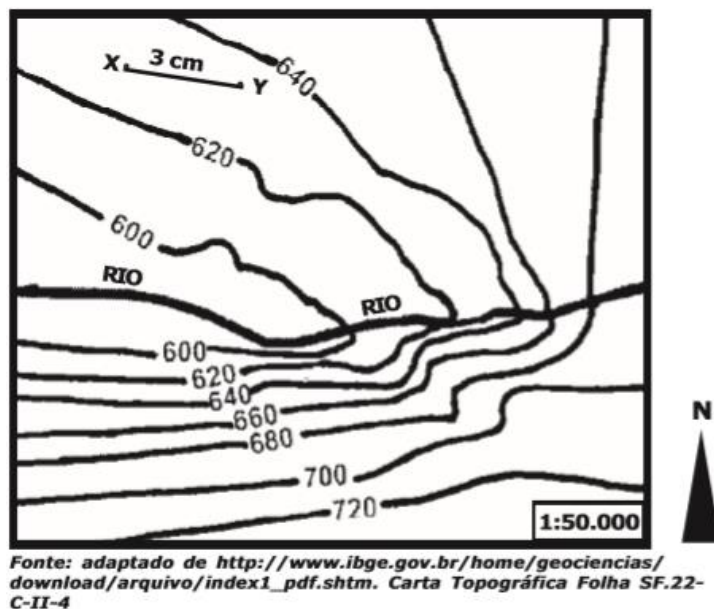 3 cm
X
Y
640
620
600
RIO
RIO
600
620
640
660
680
700
720
N
1:50.000
Fonte: adaptado de http://www.ibge.gov.br/home/geociencias/
download/arquivo/index1_pdf.shtm. Carta Topográfica Folha SF.22-
C-II-4